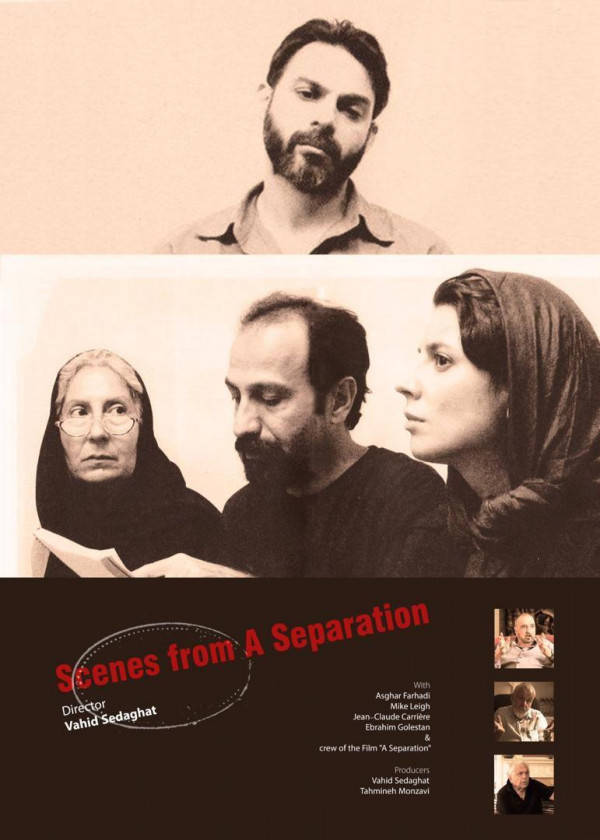 Scenes from A Separation
Director
Vahid Sedaghat
With
Asghar Farhadi
Mike Leigh
Jean-Claude Carrière
Ebrahim Golestan
&
crew of the Film "A Separation"
Producers
Vahid Sedaghat
Tahmineh Monzavi